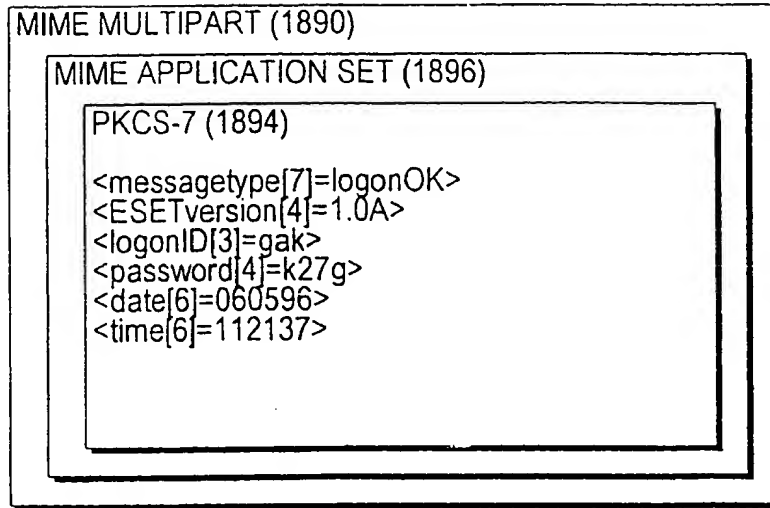 MIME MULTIPART (1890)
MIME APPLICATION SET (1896)
PKCS-7 (1894)
<messagetype[7]=logonOK>
<ESETversion[4]=1.0A>
<logonID[3]=gak>
<password[4]=k27g>
<date[6]=060596>
<time[6]=112137>